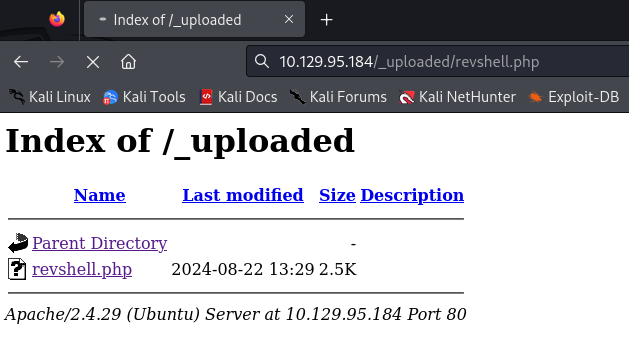 Index of /_uploaded
10.129.95.184/_uploaded/revshell.php
Kali Linux Kali Tools Kali Docs Kali Forums Kali NetHunter Exploit-DB
Index of /_uploaded
Name Last modified Size Description
Parent Directory -
revshell.php 2024-08-22 13:29 2.5K
Apache/2.4.29 (Ubuntu) Server at 10.129.95.184 Port 80